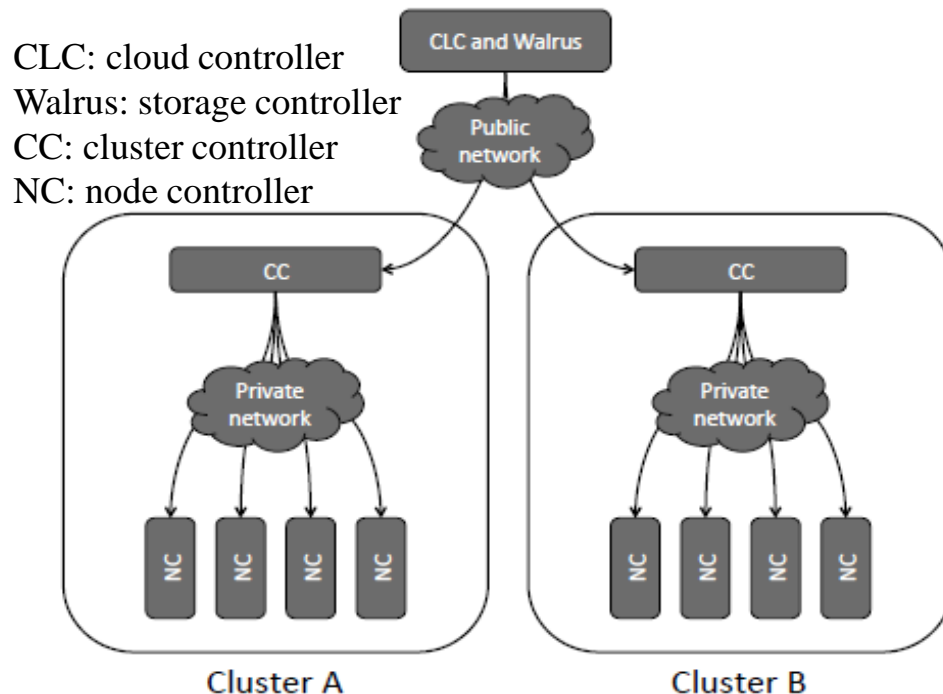 CLC and Walrus
CLC: cloud controller
Walrus: storage controller
CC: cluster controller
NC: node controller
Public
network
CC
CC
Private
network
Private
network
NC
NC
NC
NC
NC
NC
NC
NC
Cluster A
Cluster B